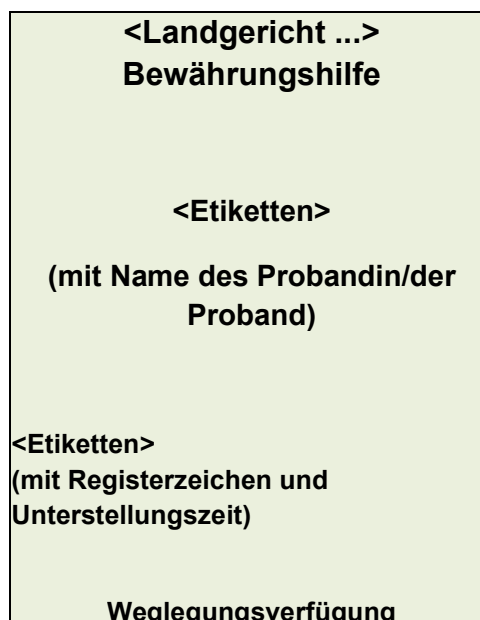 <Landgericht ...>
Bewährungshilfe
<Etiketten>
(mit Name des Probandin/der
Proband)
<Etiketten>
(mit Registerzeichen und
Unterstellungszeit)
Weglegungsverfügung